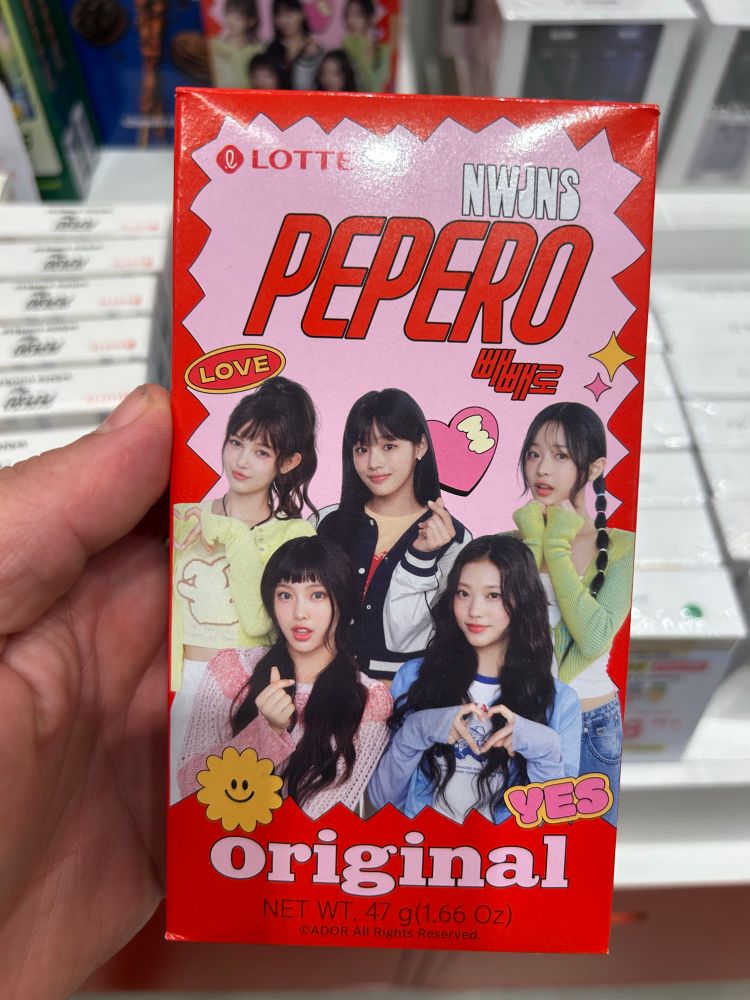 LOTTE
NWJNS
PEPERO
빼빼로
LOVE
YES
original
NET WT. 47 g(1.66 Oz)
©ADOR All Rights Reserved.